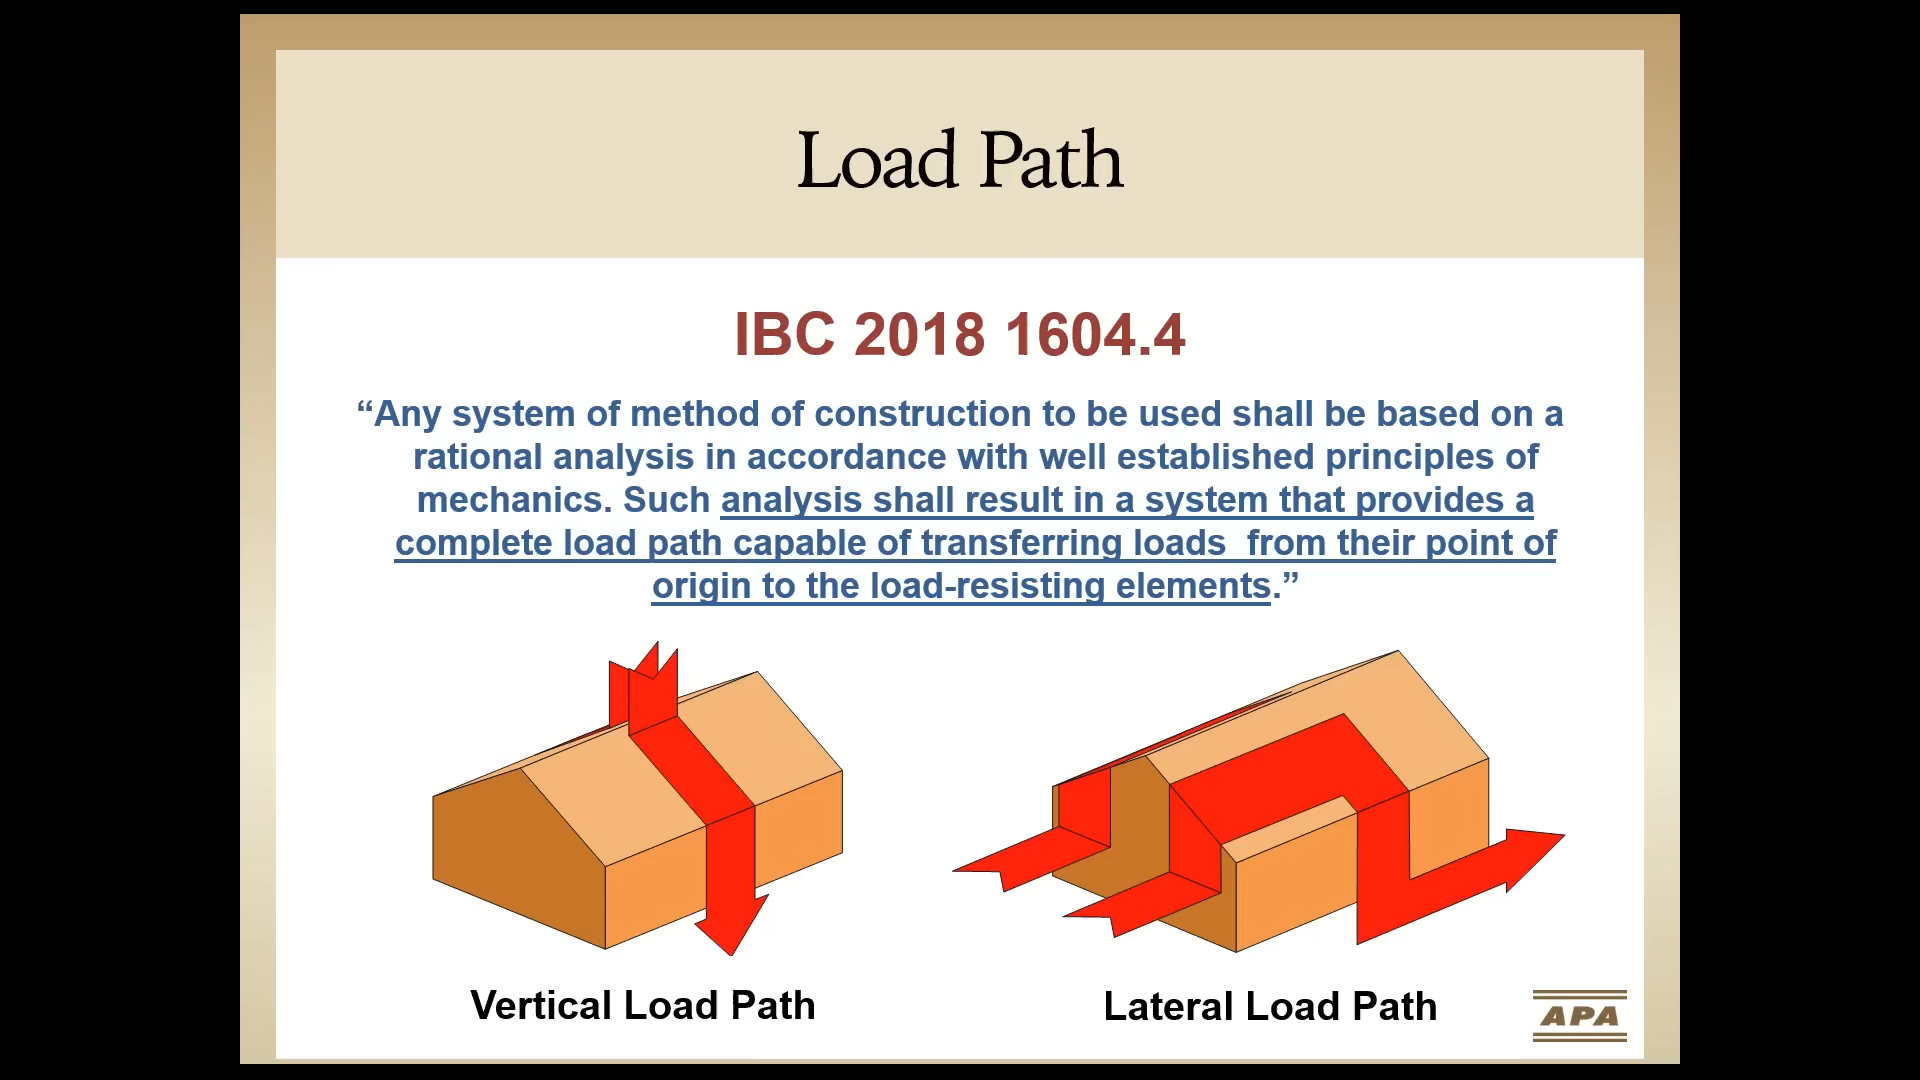 Load Path
IBC 2018 1604.4
“Any system of method of construction to be used shall be based on a
rational analysis in accordance with well established principles of
mechanics. Such analysis shall result in a system that provides a
complete load path capable of transferring loads  from their point of
origin to the load-resisting elements.”
Vertical Load Path
Lateral Load Path
APA